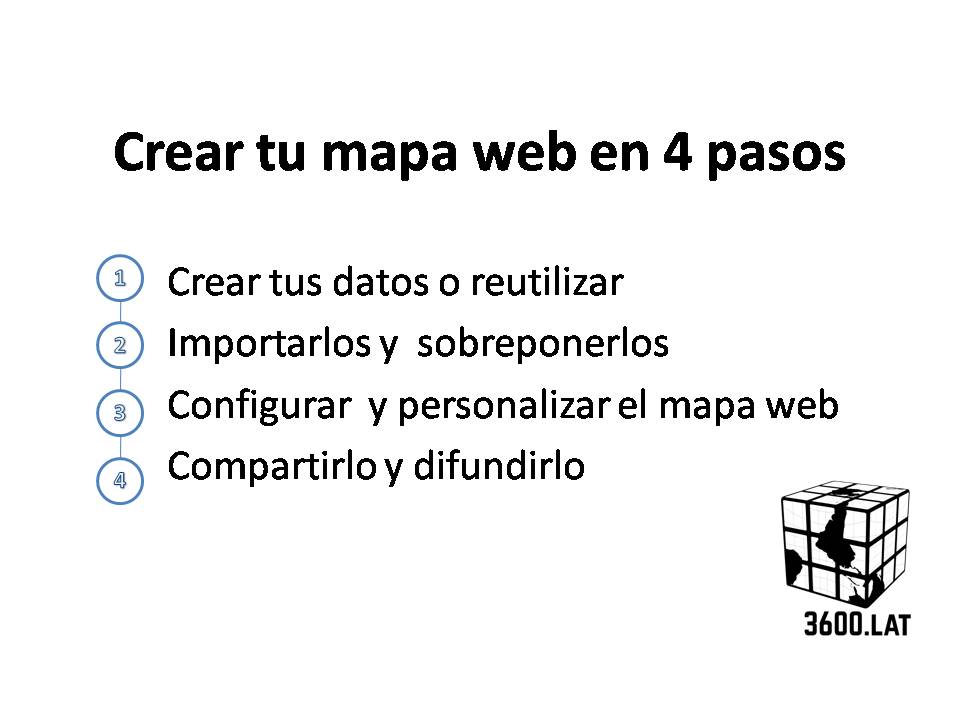 Crear tu mapa web en 4 pasos
1 Crear tus datos o reutilizar
2 Importarlos y sobreponerlos
3 Configurar y personalizar el mapa web
4 Compartirlo y difundirlo
3600.LAT